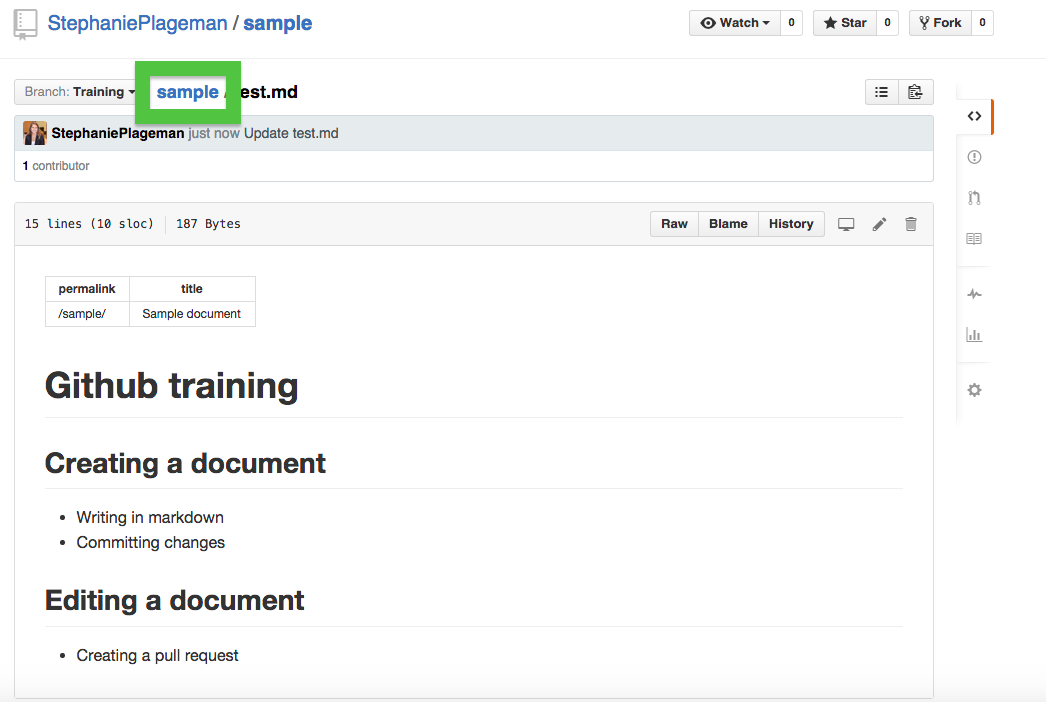 StephaniePlageman / sample
Watch 0 Star 0 Fork 0
Branch: Training sample / est.md
StephaniePlageman just now Update test.md
1 contributor
15 lines (10 sloc) 187 Bytes Raw Blame History
permalink title
/sample/ Sample document
Github training
Creating a document
• Writing in markdown
• Committing changes
Editing a document
• Creating a pull request